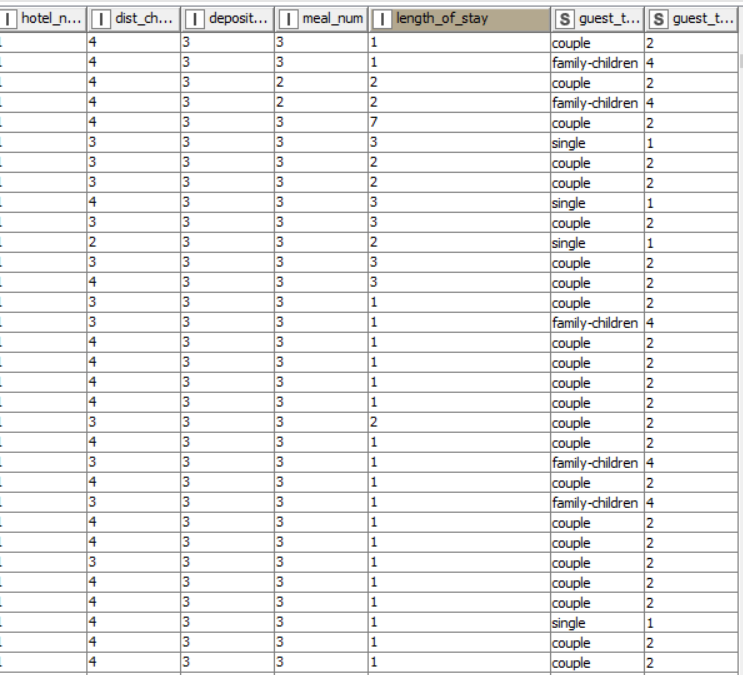 I hotel_n... I dist_ch... I deposit... I meal_num I length_of_stay S guest_t... S guest_t...
1 4 3 3 1 couple 2
1 4 3 3 1 family-children 4
1 4 3 2 2 couple 2
1 4 3 2 2 family-children 4
1 4 3 3 7 couple 2
1 3 3 3 3 single 1
1 3 3 3 2 couple 2
1 3 3 3 2 couple 2
1 4 3 3 3 single 1
1 3 3 3 3 couple 2
1 2 3 3 2 single 1
1 3 3 3 3 couple 2
1 4 3 3 3 couple 2
1 3 3 3 1 couple 2
1 3 3 3 1 family-children 4
1 4 3 3 1 couple 2
1 4 3 3 1 couple 2
1 4 3 3 1 couple 2
1 4 3 3 1 couple 2
1 3 3 3 2 couple 2
1 4 3 3 1 couple 2
1 3 3 3 1 family-children 4
1 4 3 3 1 couple 2
1 3 3 3 1 family-children 4
1 4 3 3 1 couple 2
1 4 3 3 1 couple 2
1 3 3 3 1 couple 2
1 4 3 3 1 couple 2
1 4 3 3 1 couple 2
1 4 3 3 1 single 1
1 4 3 3 1 couple 2
1 4 3 3 1 couple 2